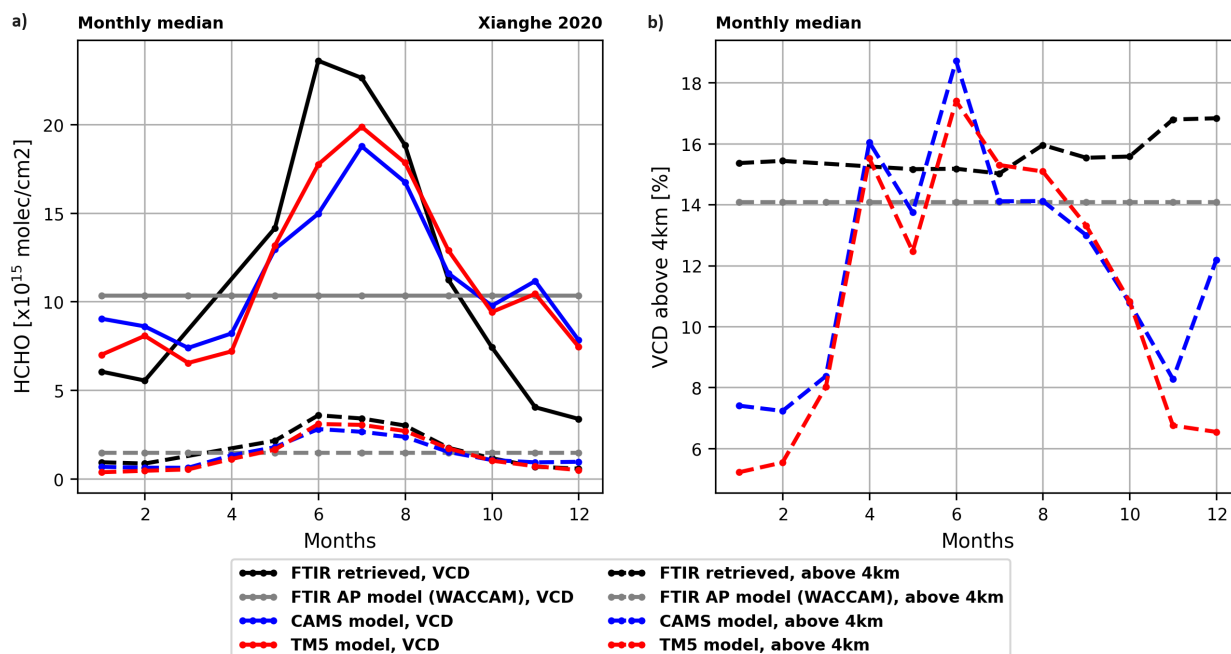 a)
Monthly median
Xianghe 2020
HCHO [x10^15 molec/cm2]
20
15
10
5
0
2 4 6 8 10 12
Months
b)
Monthly median
VCD above 4km [%]
18
16
14
12
10
8
6
2 4 6 8 10 12
Months
FTIR retrieved, VCD
FTIR AP model (WACCAM), VCD
CAMS model, VCD
TM5 model, VCD
FTIR retrieved, above 4km
FTIR AP model (WACCAM), above 4km
CAMS model, above 4km
TM5 model, above 4km